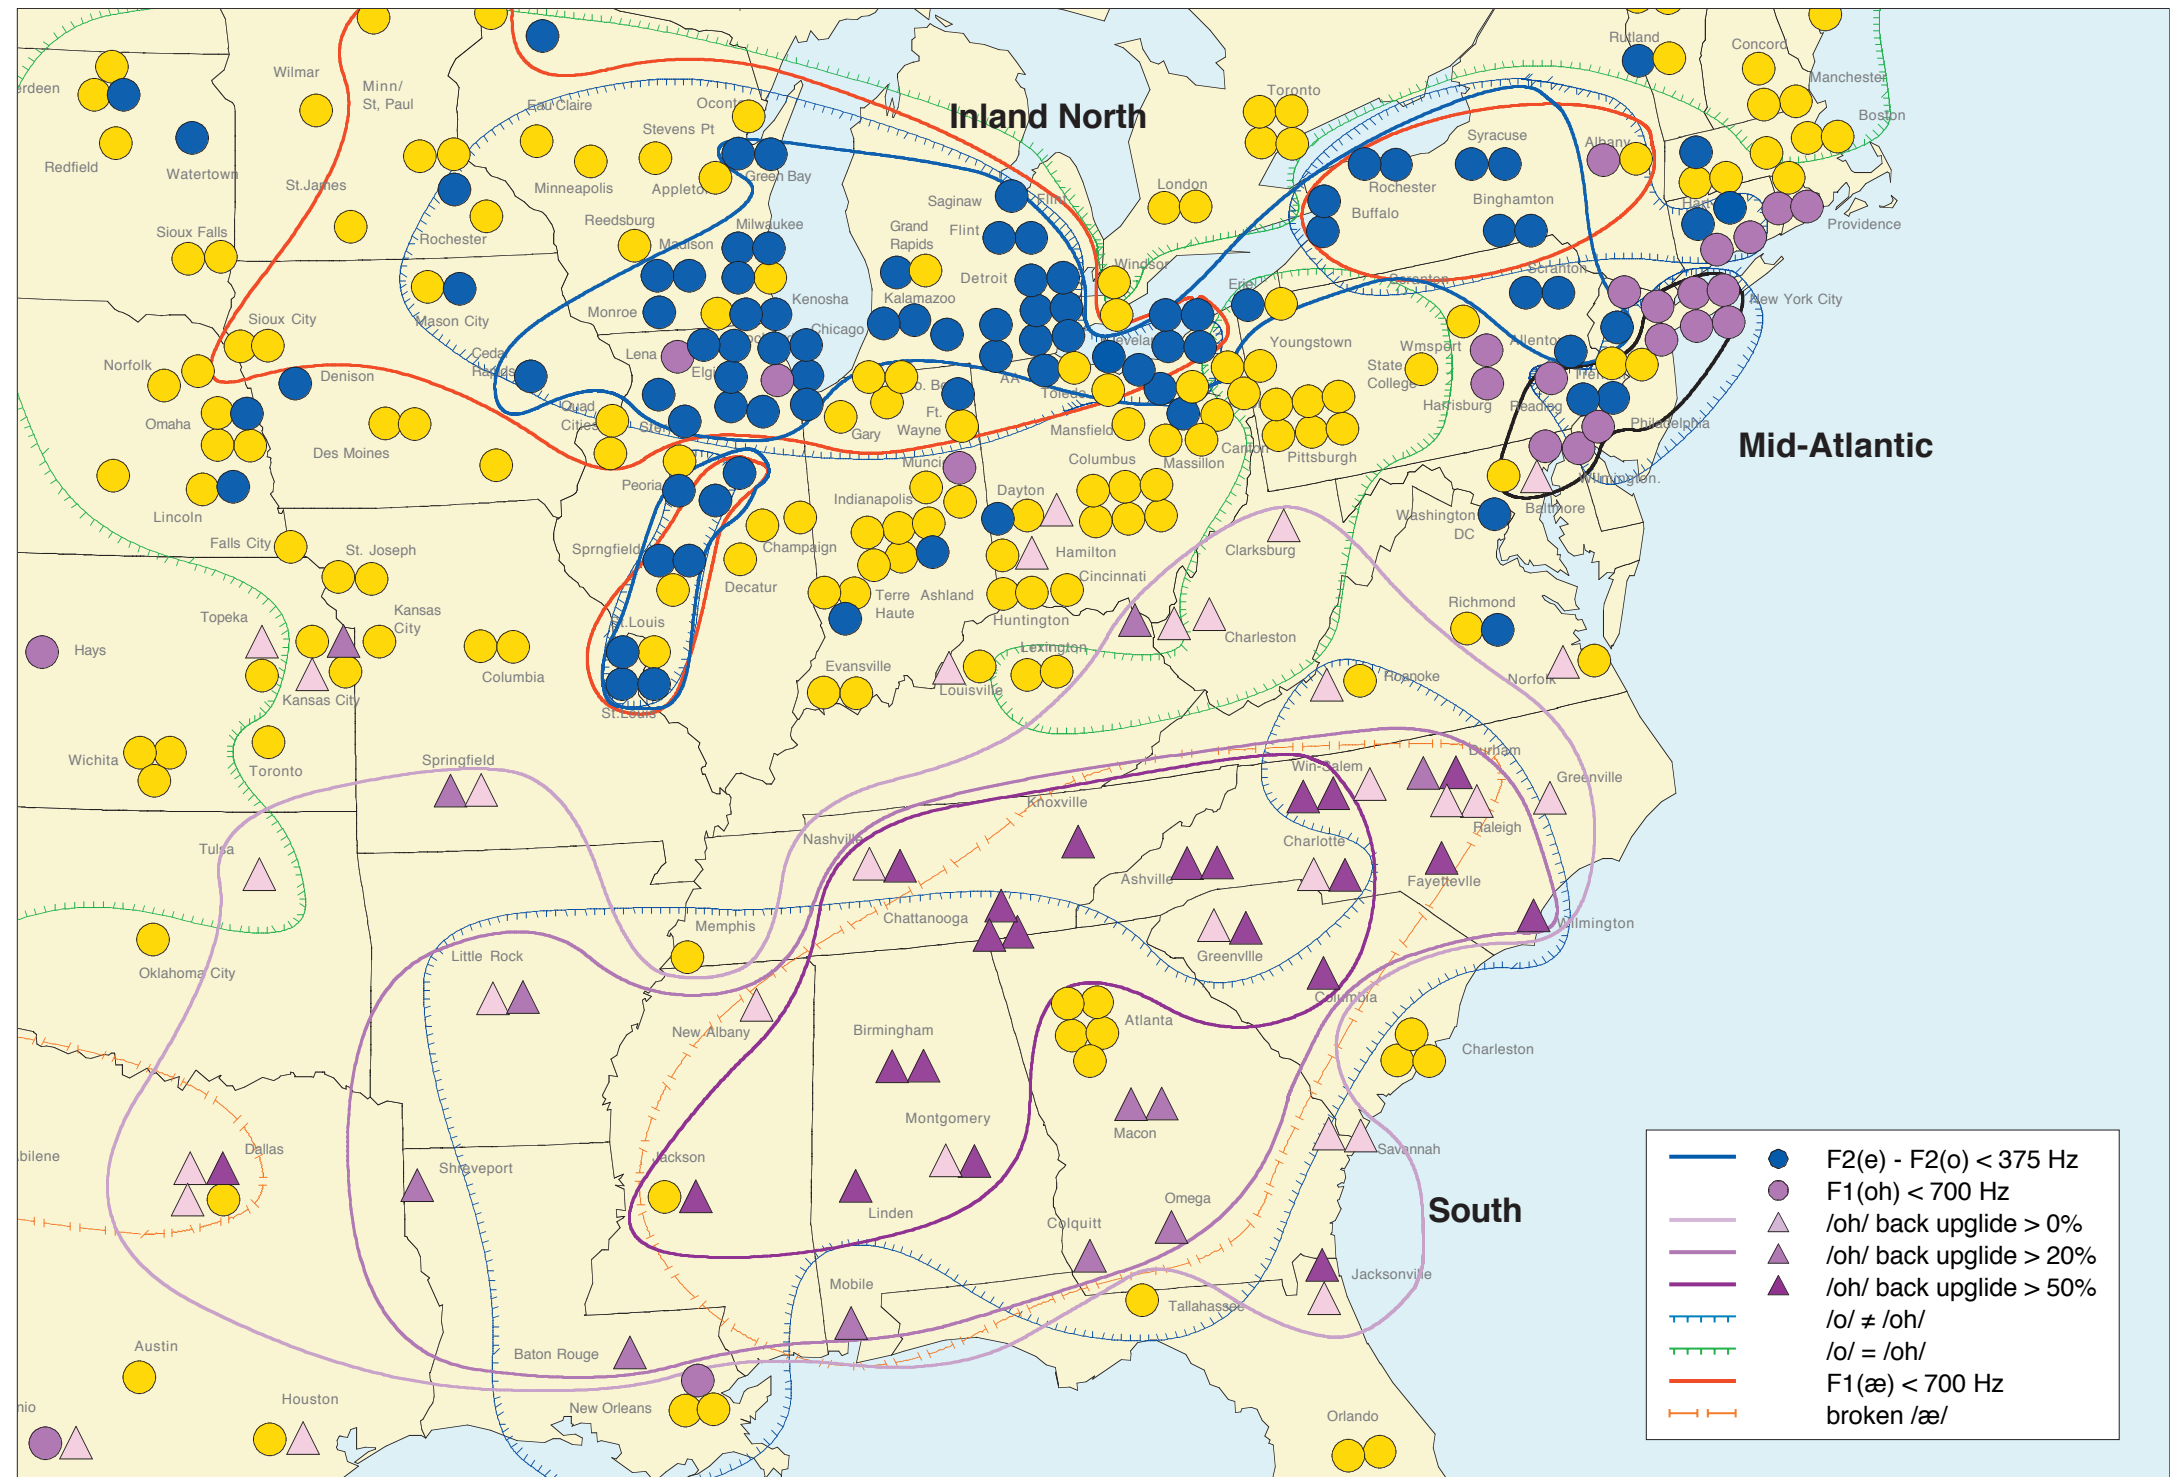 Rutland
Concord
Manchester
Boston
Wilmar
Minn/
St, Paul
Eau Claire
Stevens Pt
Inland North
Toronto
Syracuse
Albany
Redfield
Watertown
St.James
Minneapolis
Green Bay
Rochester
London
Saginaw
Flint
Binghamton
Buffalo
Providence
Sioux Falls
Rochester
Reedsburg
Madison
Milwaukee
Grand
Rapids
Flint
Detroit
Windsor
Erie
Scranton
Scranton
Mason City
Monroe
Kenosha
Kalamazoo
Chicago
New York City
Sioux City
Lena
Youngstown
Wmsport
State
College
Norfolk
Denison
AA
Harrisburg
Reading
Omaha
Des Moines
Quad
Cities
Gary
Ft.
Wayne
Toledo
Mansfield
Canton
Massillon
Pittsburgh
Philadelphia
Mid-Atlantic
Lincoln
Peoria
Indianapolis
Dayton
Columbus
Wilmington.
Baltimore
Washington
DC
Falls City
St. Joseph
Sprngfield
Champaign
Decatur
Hamilton
Cincinnati
Clarksburg
Topeka
Kansas
City
Terre
Haute
Ashland
Huntington
Charleston
Richmond
Hays
Columbia
Kansas City
St.Louis
St.Louis
Evansville
Louisville
Lexington
Roanoke
Norfolk
Wichita
Toronto
Springfield
Durham
Win-Salem
Greenville
Knoxville
Nashville
Raleigh
Tulsa
Charlotte
Ashville
Fayettevlle
Chattanooga
Memphis
Wilmington
Oklahoma City
Little Rock
Greenvllle
Columbia
New Albany
Birmingham
Atlanta
Charleston
Montgomery
Macon
Savannah
Dallas
Shreveport
Jackson
Linden
Colquitt
Omega
South
Mobile
Jacksonville
Tallahassee
Austin
Baton Rouge
Houston
New Orleans
Orlando
F2(e) - F2(o) < 375 Hz
F1(oh) < 700 Hz
/oh/ back upglide > 0%
/oh/ back upglide > 20%
/oh/ back upglide > 50%
/o/ ≠ /oh/
/o/ = /oh/
F1(æ) < 700 Hz
broken /æ/